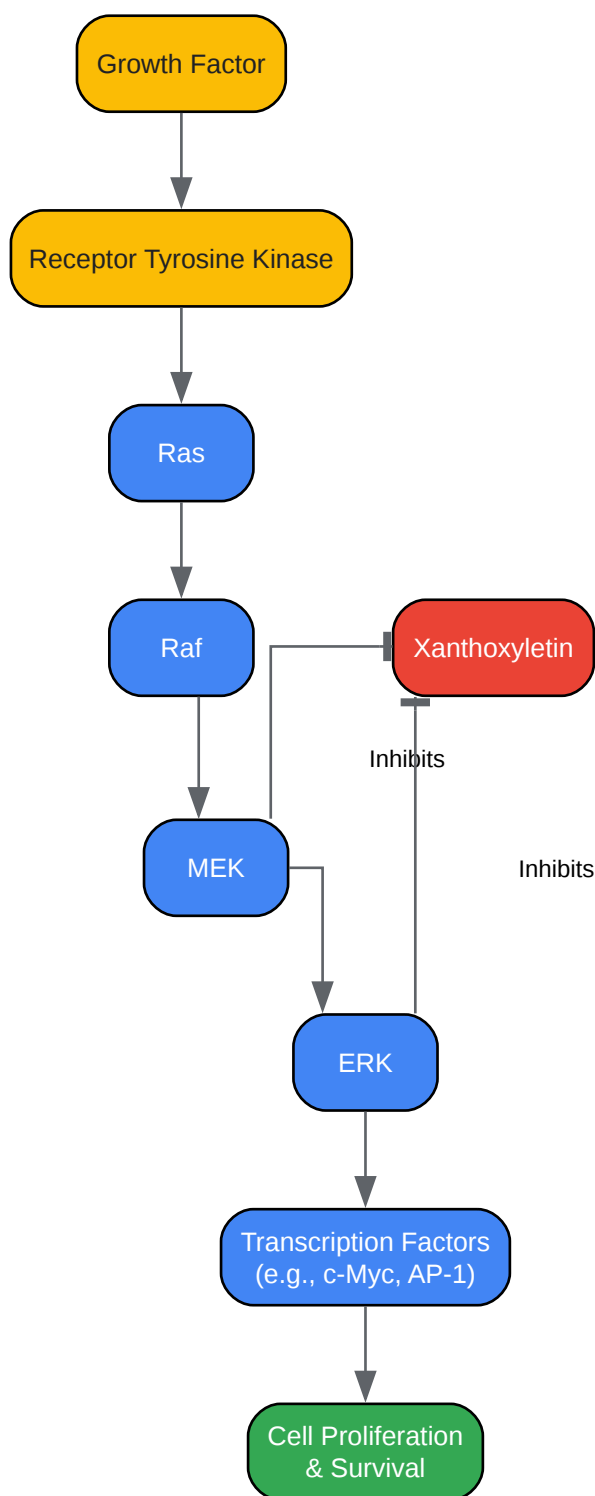 Growth Factor
Receptor Tyrosine Kinase
Ras
Raf
Xanthoxyletin
Inhibits
MEK
Inhibits
ERK
Transcription Factors
(e.g., c-Myc, AP-1)
Cell Proliferation
& Survival